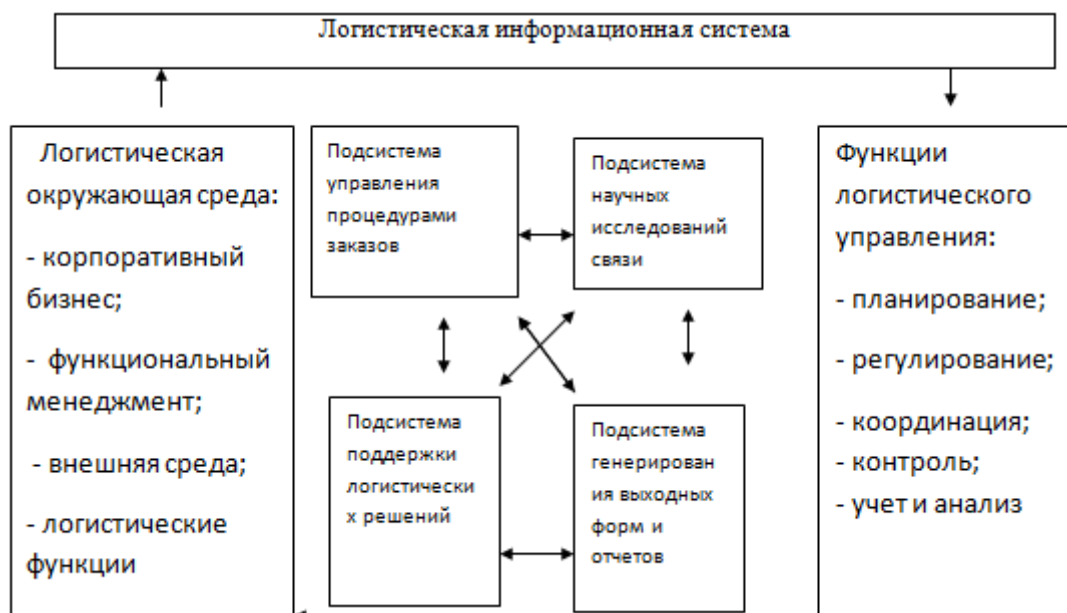 Логистическая информационная система
Логистическая
окружающая среда:
- корпоративный
бизнес;
- функциональный
менеджмент;
- внешняя среда;
- логистические
функции
Подсистема
управления
процедурами
заказов
Подсистема
научных
исследований
связи
Подсистема
поддержки
логистически
х решений
Подсистема
генерирован
ия выходных
форм и
отчетов
Функции
логистического
управления:
- планирование;
- регулирование;
- координация;
- контроль;
- учет и анализ